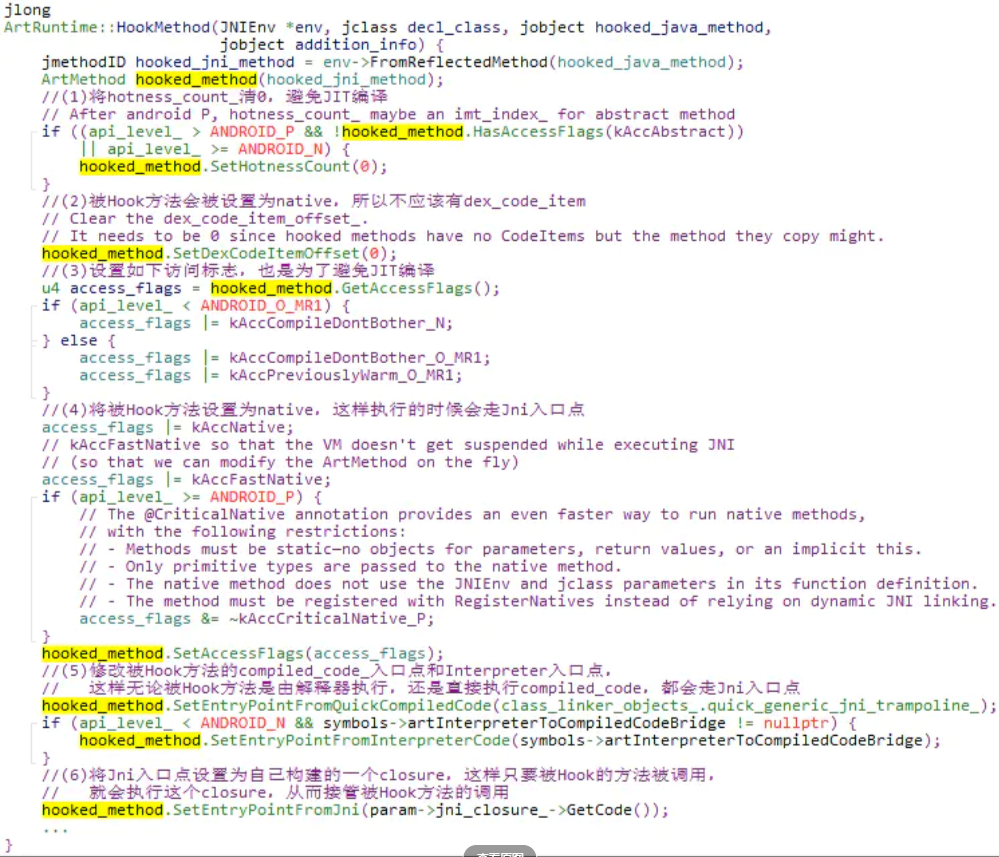 jlong
ArtRuntime::HookMethod(JNIEnv *env, jclass decl_class, jobject hooked_java_method,
                       jobject addition_info) {
    jmethodID hooked_jni_method = env->FromReflectedMethod(hooked_java_method);
    ArtMethod hooked_method(hooked_jni_method);
    //(1)将hotness_count_清0，避免JIT编译
    // After android P, hotness_count_ maybe an imt_index_ for abstract method
    if ((api_level_ > ANDROID_P && !hooked_method.HasAccessFlags(kAccAbstract))
        || api_level_ >= ANDROID_N) {
        hooked_method.SetHotnessCount(0);
    }
    //(2)被Hook方法会被设置为native，所以不应该有dex_code_item
    // Clear the dex_code_item_offset_.
    // It needs to be 0 since hooked methods have no CodeItems but the method they copy might.
    hooked_method.SetDexCodeItemOffset(0);
    //(3)设置如下访问标志，也是为了避免JIT编译
    u4 access_flags = hooked_method.GetAccessFlags();
    if (api_level_ < ANDROID_O_MR1) {
        access_flags |= kAccCompileDontBother_N;
    } else {
        access_flags |= kAccCompileDontBother_O_MR1;
        access_flags |= kAccPreviouslyWarm_O_MR1;
    }
    //(4)将被Hook方法设置为native，这样执行的时候会走Jni入口点
    access_flags |= kAccNative;
    // kAccFastNative so that the VM doesn't get suspended while executing JNI
    // (so that we can modify the ArtMethod on the fly)
    access_flags |= kAccFastNative;
    if (api_level_ >= ANDROID_P) {
        // The @CriticalNative annotation provides an even faster way to run native methods,
        // with the following restrictions:
        // - Methods must be static—no objects for parameters, return values, or an implicit this.
        // - Only primitive types are passed to the native method.
        // - The native method does not use the JNIEnv and jclass parameters in its function definition.
        // - The method must be registered with RegisterNatives instead of relying on dynamic JNI linking.
        access_flags &= ~kAccCriticalNative_P;
    }
    hooked_method.SetAccessFlags(access_flags);
    //(5)修改被Hook方法的compiled_code_入口点和Interpreter入口点，
    //   这样无论被Hook方法是由解释器执行，还是直接执行compiled_code，都会走Jni入口点
    hooked_method.SetEntryPointFromQuickCompiledCode(class_linker_objects_.quick_generic_jni_trampoline_);
    if (api_level_ < ANDROID_N && symbols->artInterpreterToCompiledCodeBridge != nullptr) {
        hooked_method.SetEntryPointFromInterpreterCode(symbols->artInterpreterToCompiledCodeBridge);
    }
    //(6)将Jni入口点设置为自己构建的一个closure，这样只要被Hook的方法被调用，
    //   就会执行这个closure，从而接管被Hook方法的调用
    hooked_method.SetEntryPointFromJni(param->jni_closure_->GetCode());
    ...
}